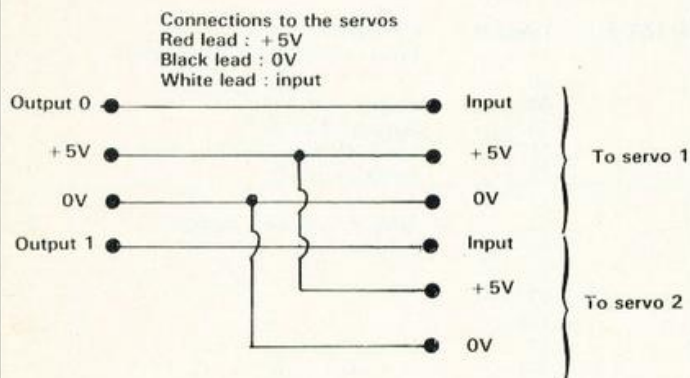 Connections to the servos
Red lead : + 5V
Black lead : 0V
White lead : input
Output 0
Input
+ 5V
+ 5V
To servo 1
0V
0V
Output 1
Input
+ 5V
To servo 2
0V